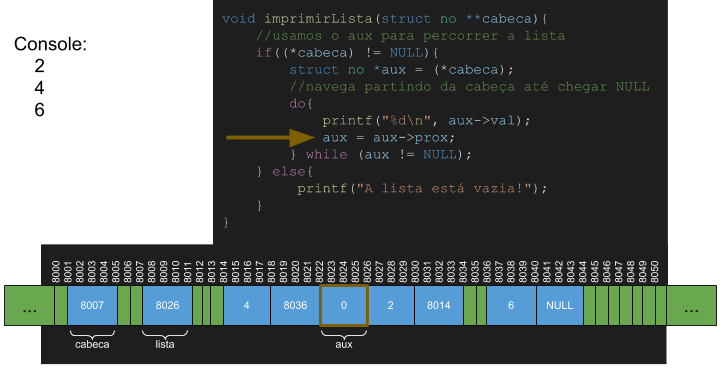 Console:
2
4
6
void imprimirLista(struct no **cabeca){
//usamos o aux para percorrer a lista
if((*cabeca) != NULL){
struct no *aux = (*cabeca);
//navega partindo da cabeça até chegar NULL
do{
printf("%d\n", aux->val);
aux = aux->prox;
} while (aux != NULL);
} else{
printf("A lista está vazia!");
}
}
8000 8001 8002 8003 8004 8005 8006 8007 8008 8009 8010 8011 8012 8013 8014 8015 8016 8017 8018 8019 8020 8021 8022 8023 8024 8025 8026 8027 8028 8029 8030 8031 8032 8033 8034 8035 8036 8037 8038 8039 8040 8041 8042 8043 8044 8045 8046 8047 8048 8049 8050
... 8007 8026 4 8036 0 2 8014 6 NULL ...
cabeca lista aux